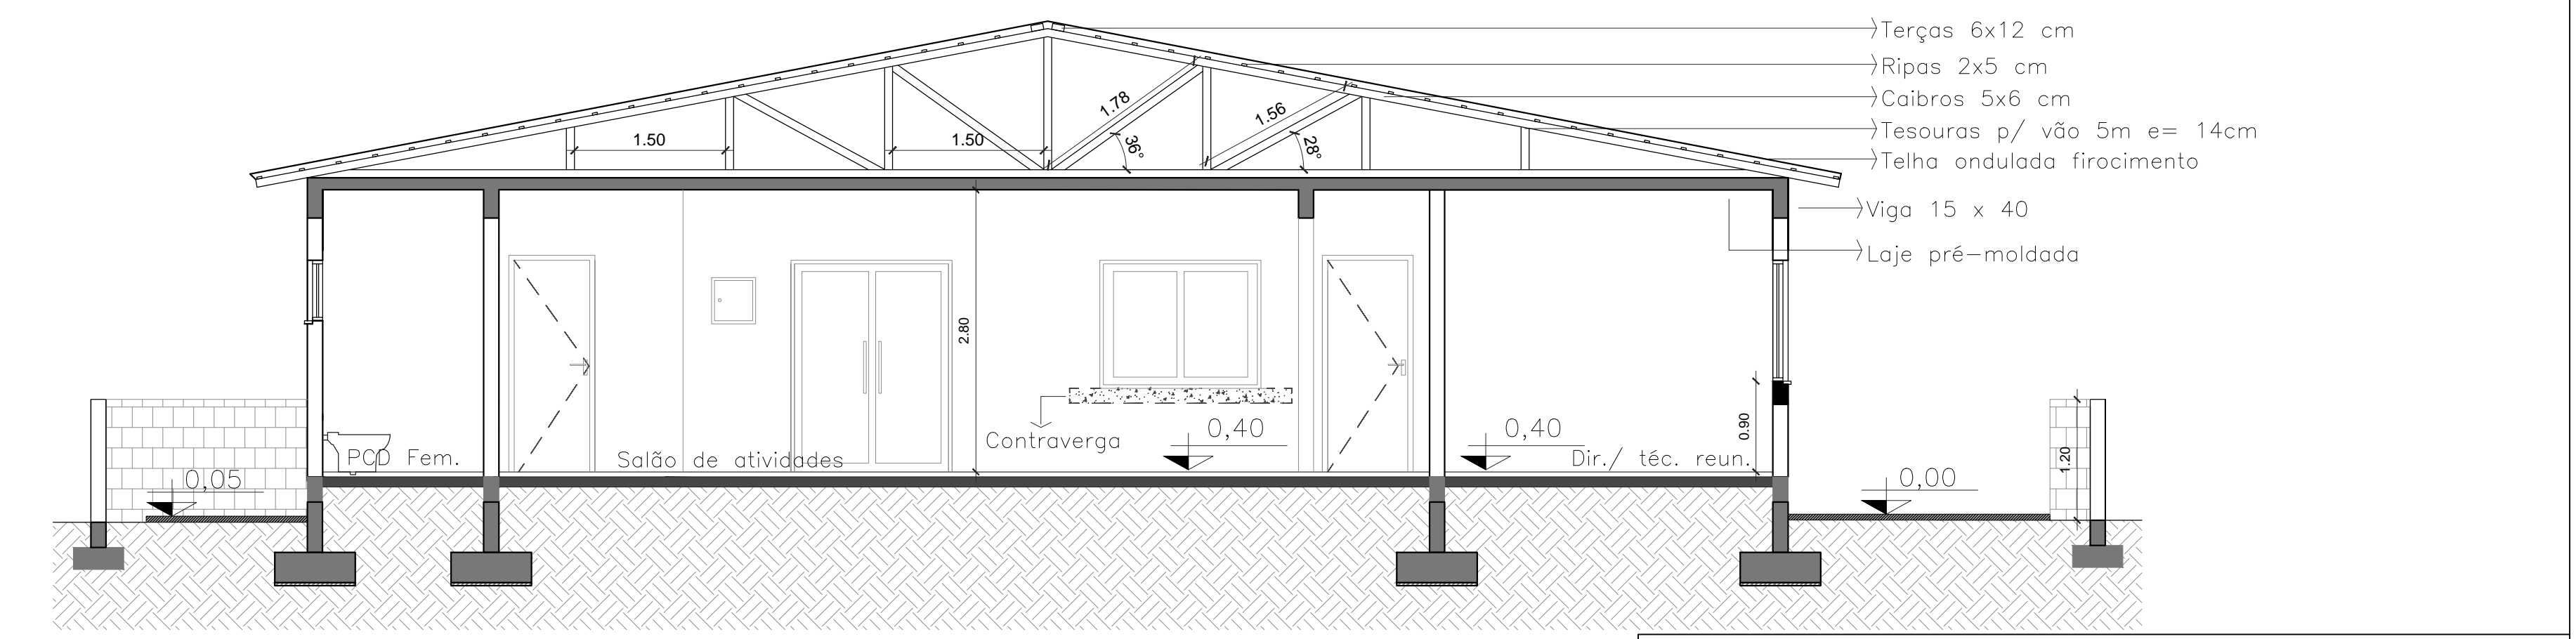 Terças 6x12 cm
Ripas 2x5 cm
Caibros 5x6 cm
Tesouras p/ vão 5m e= 14cm
Telha ondulada firocimento
Viga 15 x 40
Laje pré-moldada
1.50
1.50
1.78
36°
1.56
28°
2.80
Contraverga
0,40
0,40
0.90
PCD Fem.
Salão de atividades
Dir./ téc. reun.
0,05
0,00
1.20